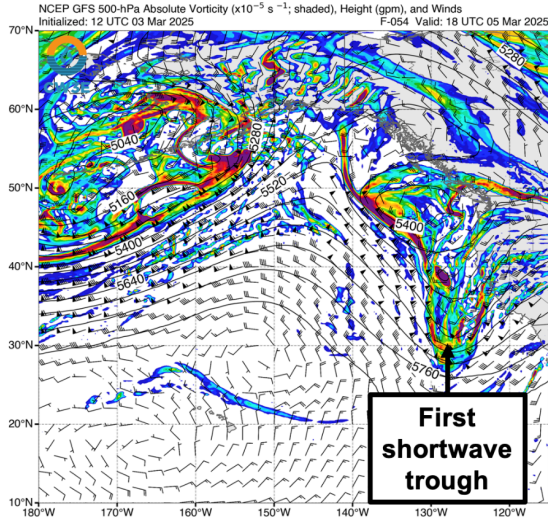 NCEP GFS 500-hPa Absolute Vorticity (x10⁻⁵ s⁻¹; shaded), Height (gpm), and Winds
Initialized: 12 UTC 03 Mar 2025 F-054 Valid: 18 UTC 05 Mar 2025
70°N
5280
60°N
5040
5280
50°N
5160
5520
5400
5400
40°N
5640
30°N
5760
First
shortwave
trough
20°N
10°N
180°W 170°W 160°W 150°W 140°W 130°W 120°W